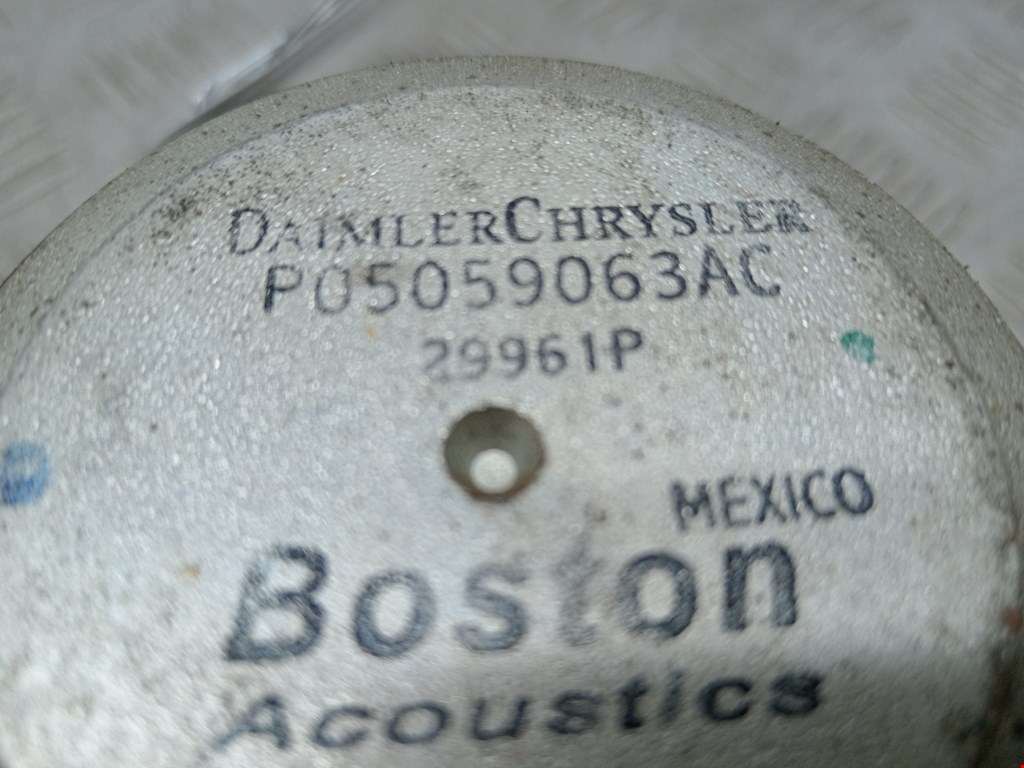 DAIMLERCHRYSLER
P05059063AC
29961P
MEXICO
Boston
Acoustics